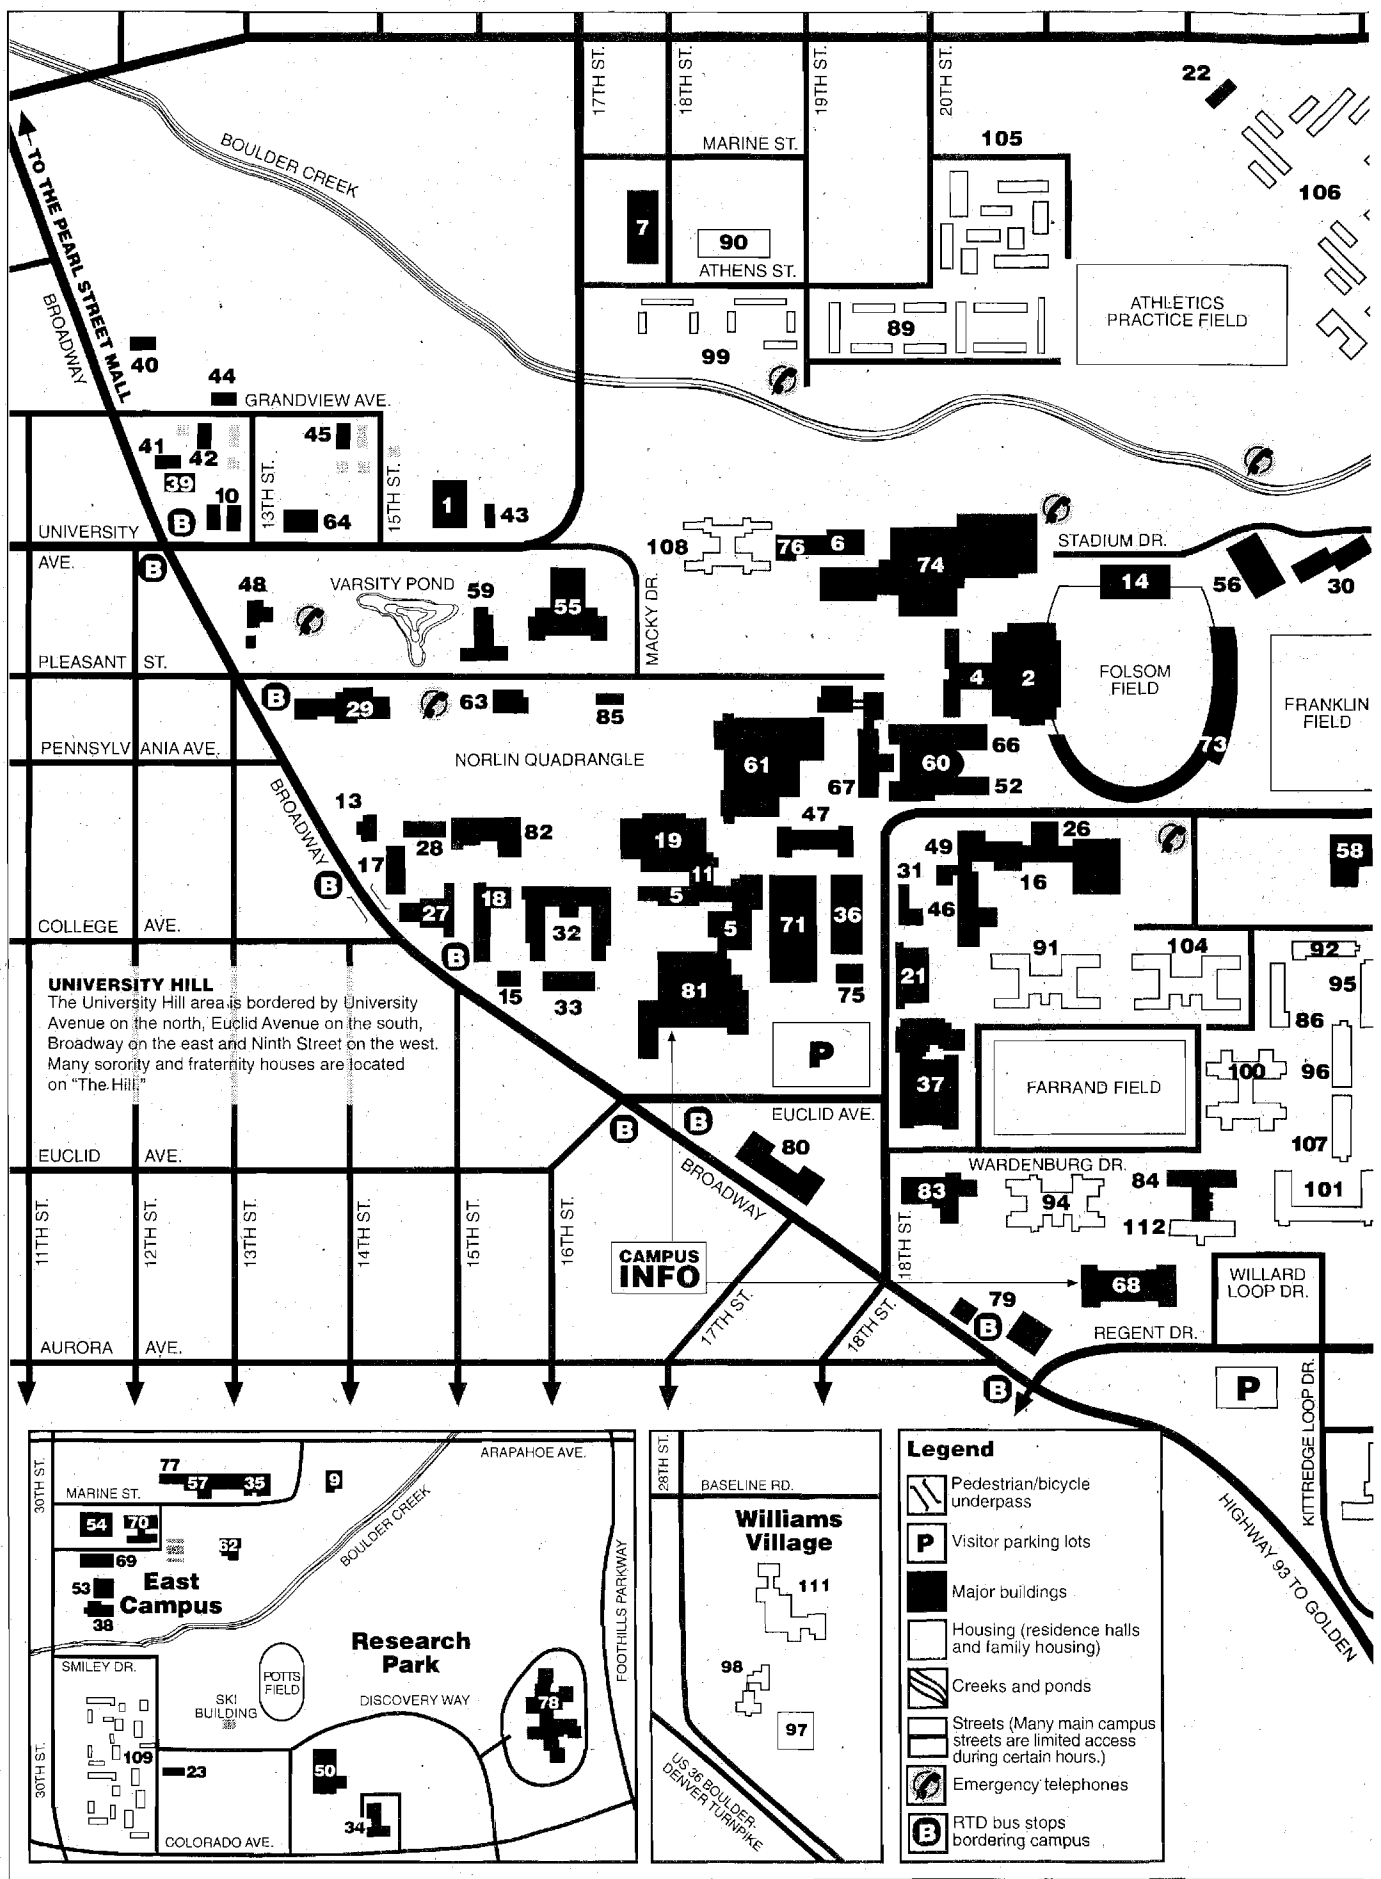 17TH ST.
18TH ST.
19TH ST.
20TH ST.
22
105
106
MARINE ST.
BOULDER CREEK
TO THE PEARL STREET MALL
BROADWAY
7
90
ATHENS ST.
ATHLETICS
PRACTICE FIELD
89
99
40
44
GRANDVIEW AVE.
41
42
45
39
10
13TH ST.
15TH ST.
1
43
64
B
UNIVERSITY
AVE.
B
108
76
6
74
STADIUM DR.
56
30
14
48
VARSITY POND
59
55
MACKY DR.
PLEASANT
ST.
4
2
FOLSOM
FIELD
FRANKLIN
FIELD
B
29
63
85
PENNSYLV
ANIA AVE.
NORLIN QUADRANGLE
61
67
66
60
52
73
BROADWAY
13
28
82
19
47
17
11
49
26
58
31
16
B
27
18
32
5
5
71
36
46
COLLEGE
AVE.
B
15
33
81
75
21
91
104
92
95
86
UNIVERSITY HILL
The University Hill area is bordered by University
Avenue on the north, Euclid Avenue on the south,
Broadway on the east and Ninth Street on the west.
Many sorority and fraternity houses are located
on "The Hill."
P
37
FARRAND FIELD
100
96
EUCLID AVE.
B
B
107
EUCLID
AVE.
80
BROADWAY
WARDENBURG DR.
83
94
84
112
101
11TH ST.
12TH ST.
13TH ST.
14TH ST.
15TH ST.
16TH ST.
18TH ST.
CAMPUS
INFO
68
WILLARD
LOOP DR.
17TH ST.
18TH ST.
79
B
REGENT DR.
AURORA
AVE.
B
P
KITTREDGE LOOP DR.
HIGHWAY 93 TO GOLDEN
30TH ST.
ARAPAHOE AVE.
77
57
35
9
MARINE ST.
54
70
62
BOULDER CREEK
69
53
38
East
Campus
Research
Park
FOOTHILLS PARKWAY
SMILEY DR.
POTTS
FIELD
SKI
BUILDING
DISCOVERY WAY
78
30TH ST.
109
23
50
34
COLORADO AVE.
28TH ST.
BASELINE RD.
Williams
Village
111
98
97
US 36 BOULDER-
DENVER TURNPIKE
Legend
Pedestrian/bicycle
underpass
P
Visitor parking lots
Major buildings
Housing (residence halls
and family housing)
Creeks and ponds
Streets (Many main campus
streets are limited access
during certain hours.)
Emergency telephones
B
RTD bus stops
bordering campus